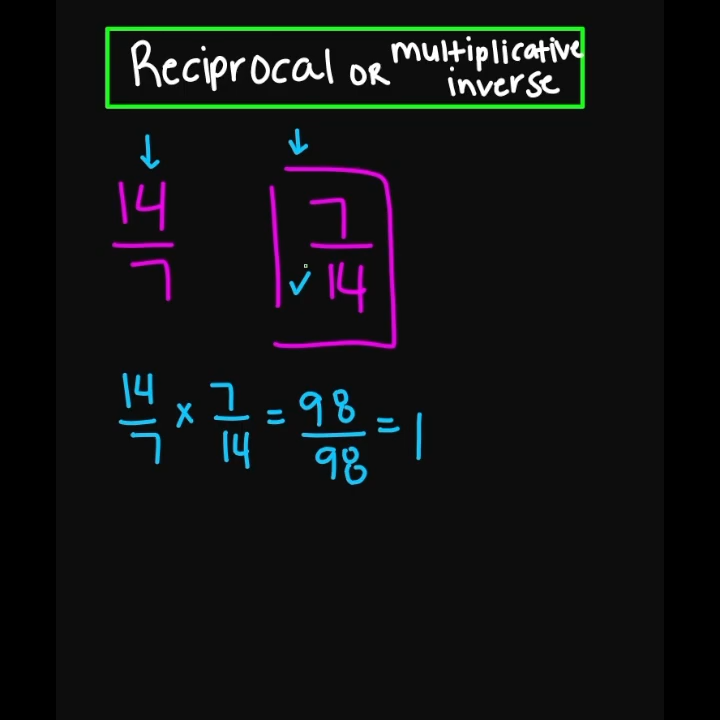 Reciprocal OR multiplicative inverse
14/7 7/14
14/7 × 7/14 = 98/98 = 1